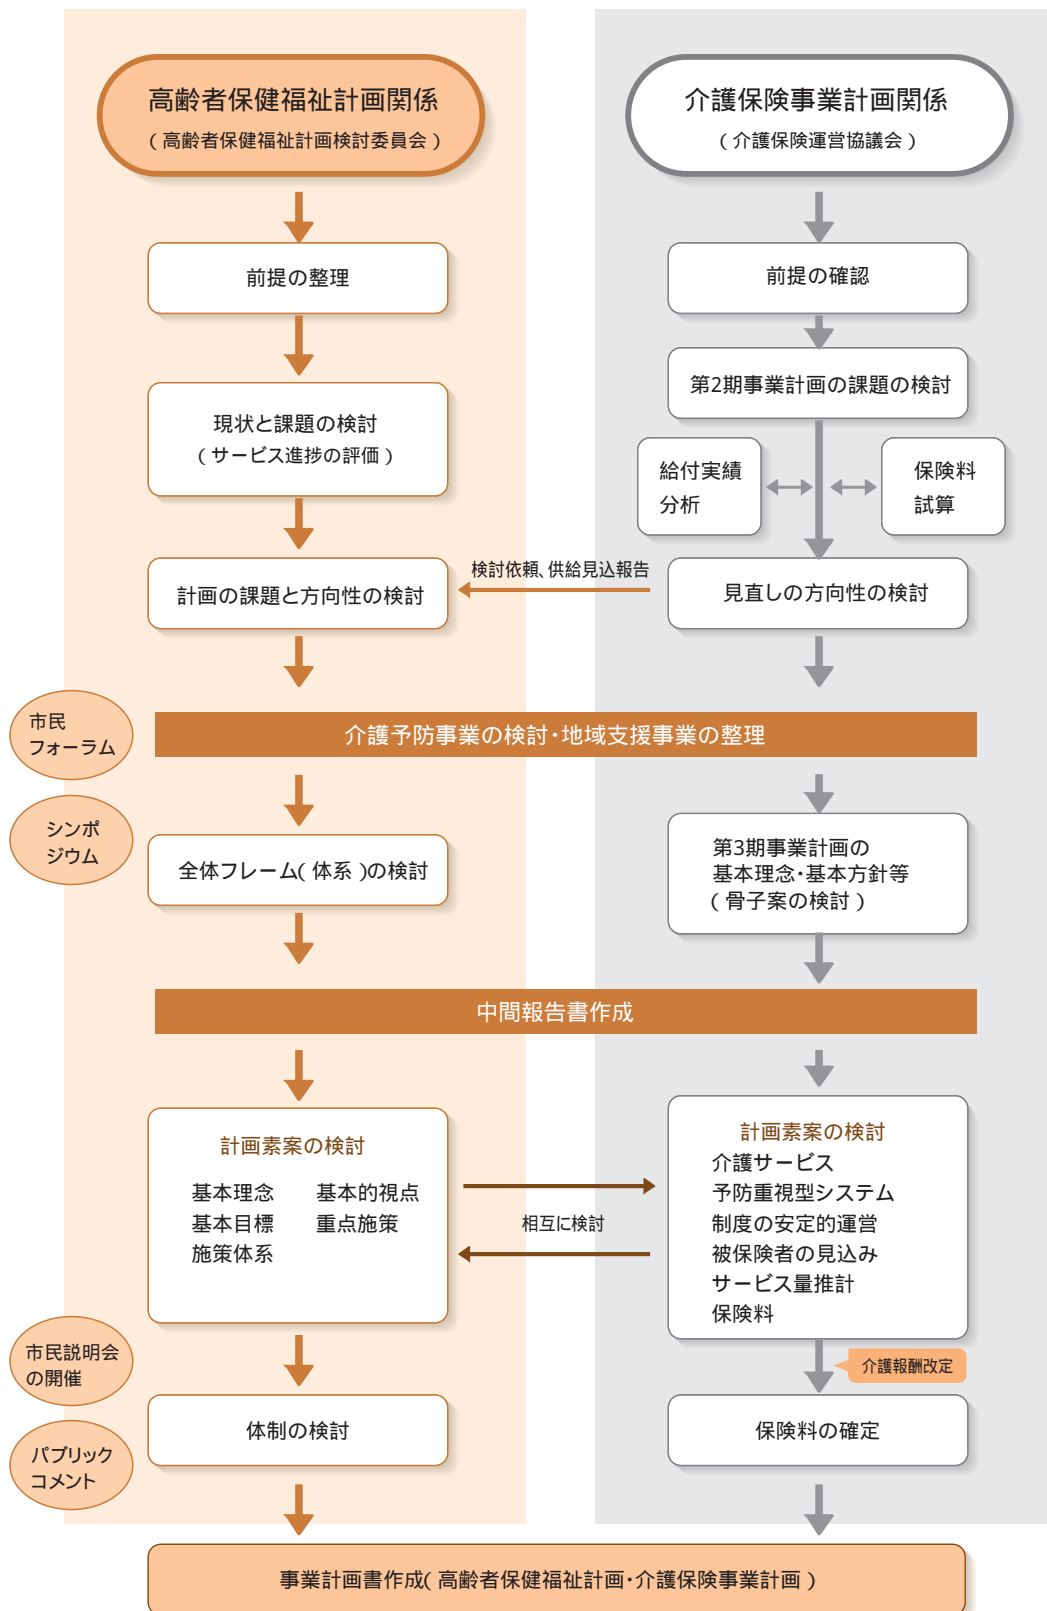 高齢者保健福祉計画関係
(高齢者保健福祉計画検討委員会)
介護保険事業計画関係
(介護保険運営協議会)
前提の整理
前提の確認
第2期事業計画の課題の検討
現状と課題の検討
(サービス進捗の評価)
給付実績
分析
保険料
試算
計画の課題と方向性の検討
検討依頼、供給見込報告
見直しの方向性の検討
市民
フォーラム
介護予防事業の検討・地域支援事業の整理
シンポ
ジウム
全体フレーム(体系)の検討
第3期事業計画の
基本理念・基本方針等
(骨子案の検討)
中間報告書作成
計画素案の検討
基本理念 基本的視点
基本目標 重点施策
施策体系
相互に検討
計画素案の検討
介護サービス
予防重視型システム
制度の安定的運営
被保険者の見込み
サービス量推計
保険料
市民説明会
の開催
介護報酬改定
体制の検討
保険料の確定
パブリック
コメント
事業計画書作成(高齢者保健福祉計画・介護保険事業計画)